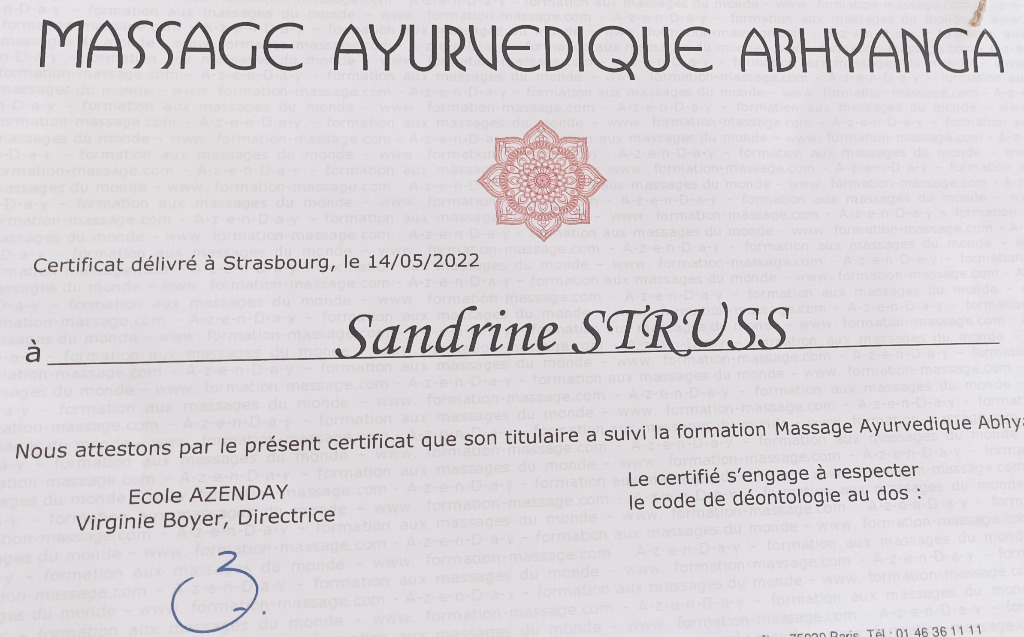 MASSAGE AYURVEDIQUE ABHYANGA
Certificat délivré à Strasbourg, le 14/05/2022
à Sandrine STRUSS
Nous attestons par le présent certificat que son titulaire a suivi la formation Massage Ayurvedique Abhya
Ecole AZENDAY
Virginie Boyer, Directrice
Le certifié s'engage à respecter
le code de déontologie au dos :
Paris. Tél : 01 46 36 11 11